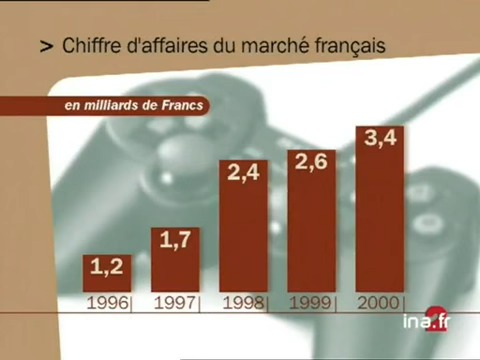 > Chiffre d'affaires du marché français
en milliards de Francs
3,4
2,6
2,4
1,7
1,2
1996 1997 1998 1999 2000
ina.fr
2